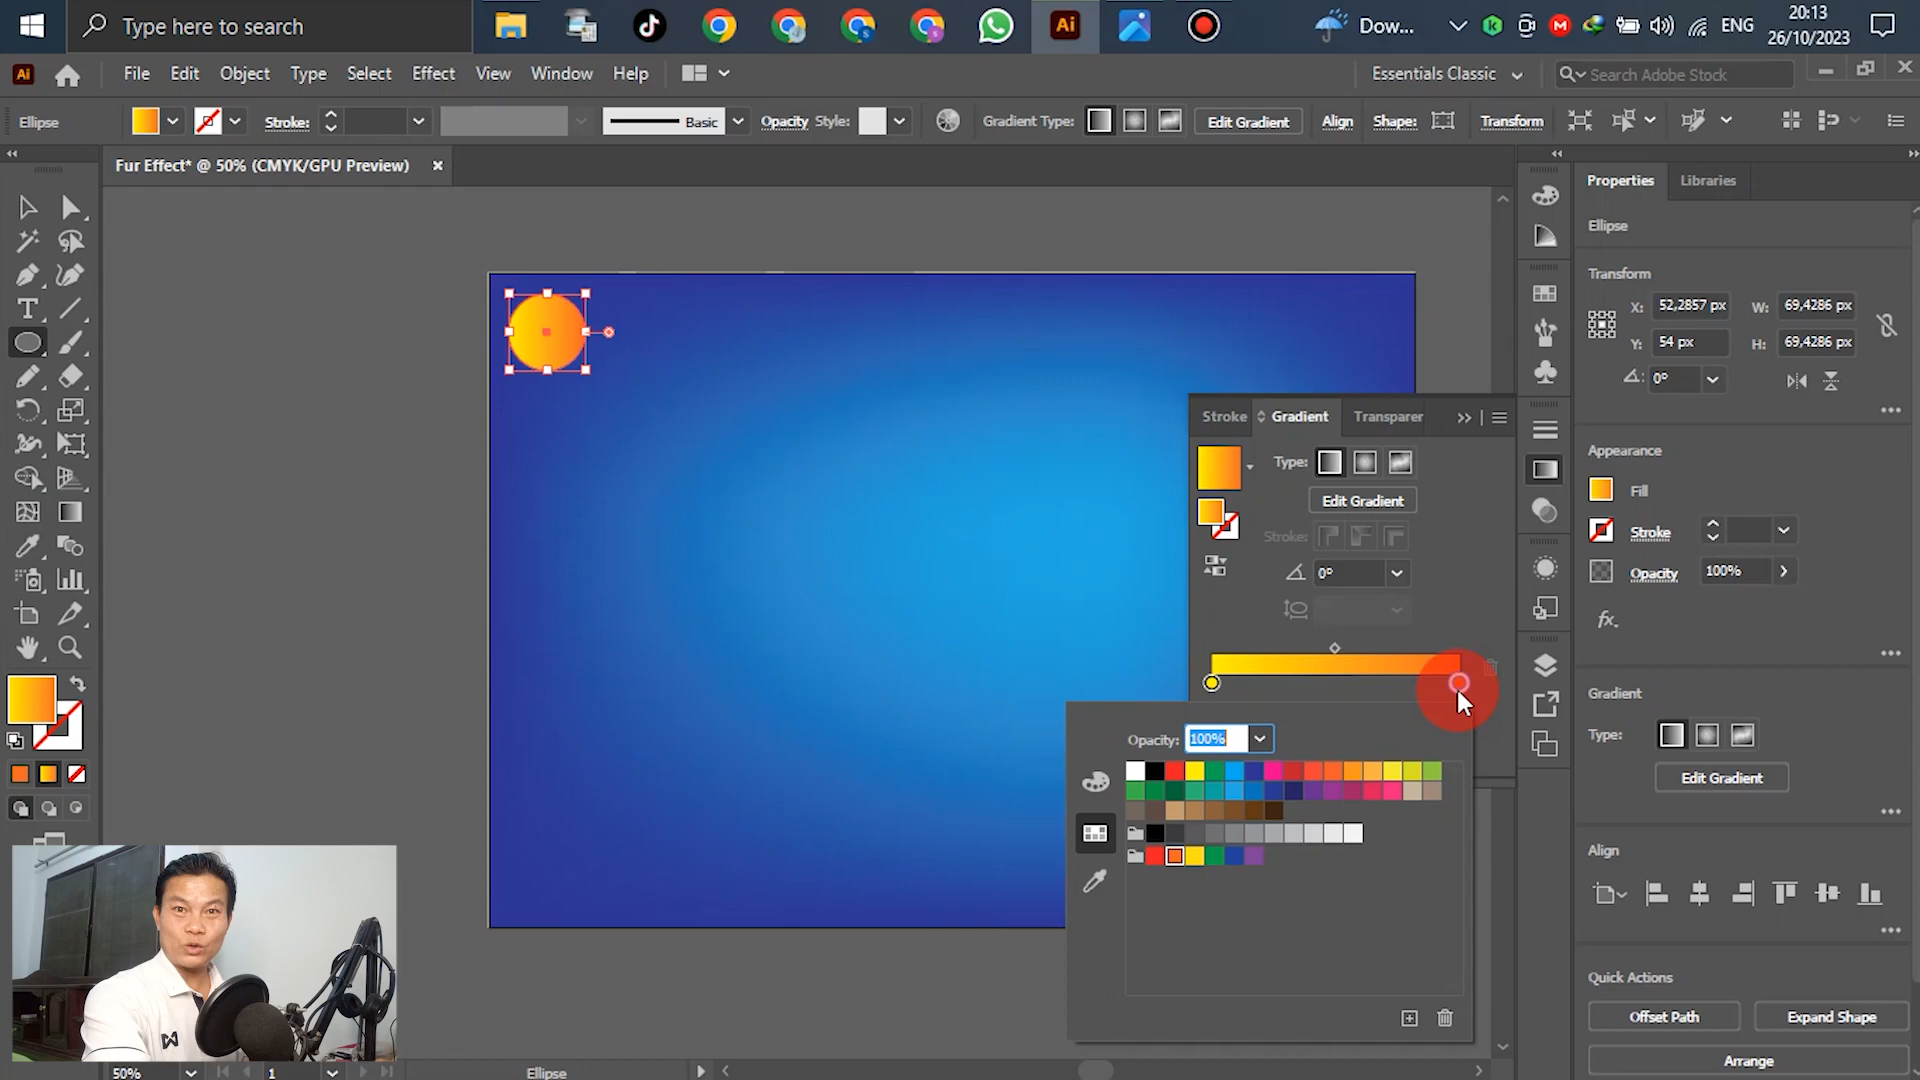 Type here to search
Ai
Dow...
ENG
20:13
26/10/2023
Ai
File
Edit
Object
Type
Select
Effect
View
Window
Help
Essentials Classic
Search Adobe Stock
Ellipse
Stroke:
Basic
Opacity
Style:
Gradient Type:
Edit Gradient
Align
Shape:
Transform
Fur Effect* @ 50% (CMYK/GPU Preview)
Properties
Libraries
Ellipse
Transform
X: 52,2857 px
W: 69,4286 px
Y: 54 px
H: 69,4286 px
0°
Stroke
Gradient
Transparer
Type:
Edit Gradient
Stroke:
0°
Appearance
Fill
Stroke
Opacity
100%
fx.
Gradient
Type:
Edit Gradient
Opacity: 100%
Align
Quick Actions
Offset Path
Expand Shape
Arrange
50%
1
Ellipse